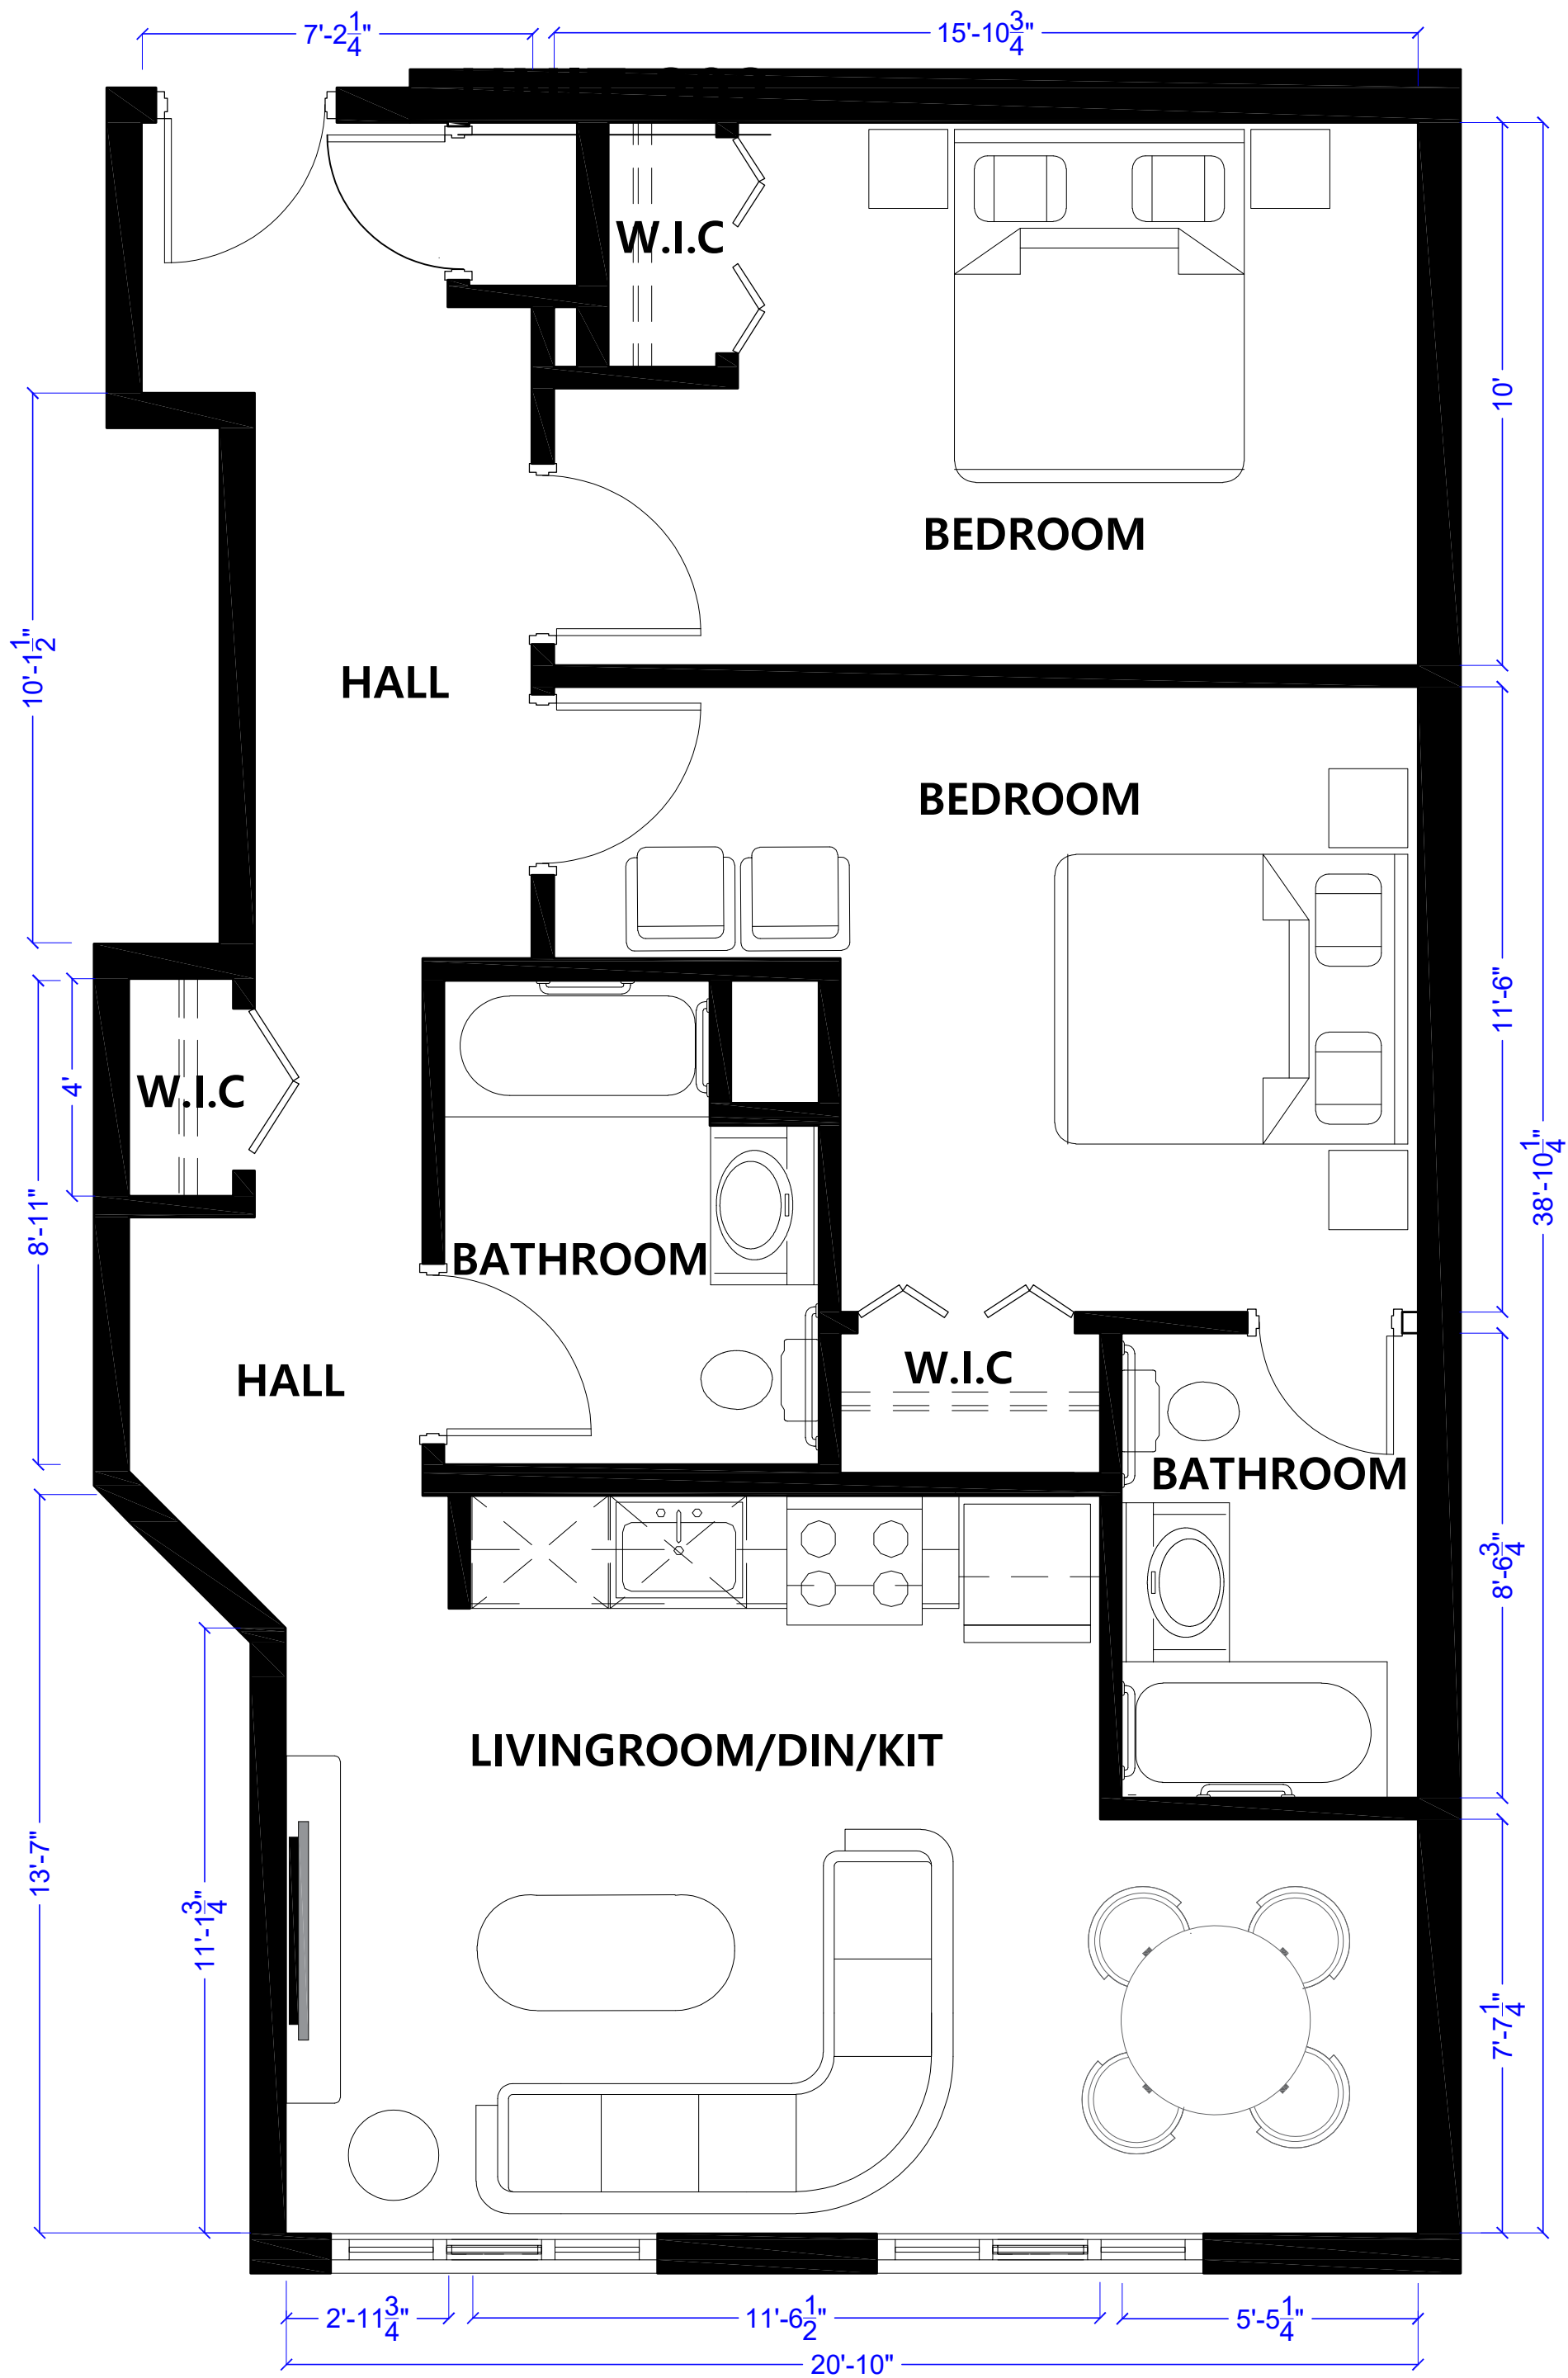 7'-2 1/4"
15'-10 3/4"
W.I.C
10'
BEDROOM
10'-1 1/2"
HALL
BEDROOM
11'-6"
4'
W.I.C
8'-11"
38'-10 1/4"
BATHROOM
W.I.C
HALL
BATHROOM
8'-6 3/4"
LIVINGROOM/DIN/KIT
13'-7"
11'-1 3/4"
7'-7 1/4"
2'-11 3/4"
11'-6 1/2"
5'-5 1/4"
20'-10"